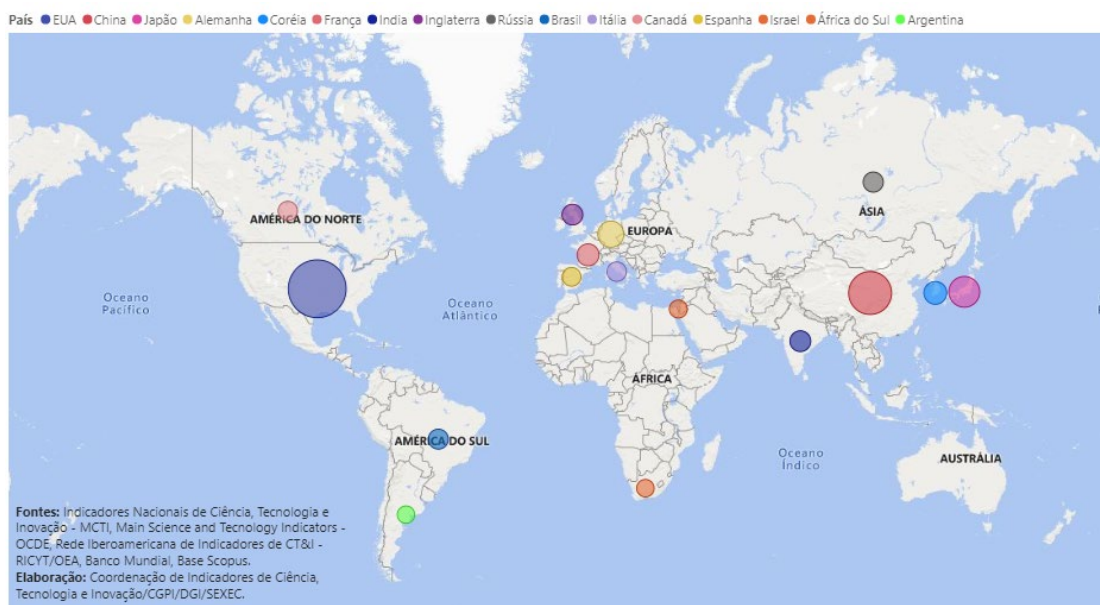 País EUA China Japão Alemanha Coréia França India Inglaterra Rússia Brasil Itália Canadá Espanha Israel África do Sul Argentina
AMÉRICA DO NORTE
ÁSIA
EUROPA
Oceano
Pacífico
Oceano
Atlântico
ÁFRICA
AMÉRICA DO SUL
Oceano
Índico
AUSTRÁLIA
Fontes: Indicadores Nacionais de Ciência, Tecnologia e
Inovação - MCTI, Main Science and Tecnology Indicators -
OCDE, Rede Iberoamericana de Indicadores de CT&I -
RICYT/OEA, Banco Mundial, Base Scopus.
Elaboração: Coordenação de Indicadores de Ciência,
Tecnologia e Inovação/CGPI/DGI/SEXEC.